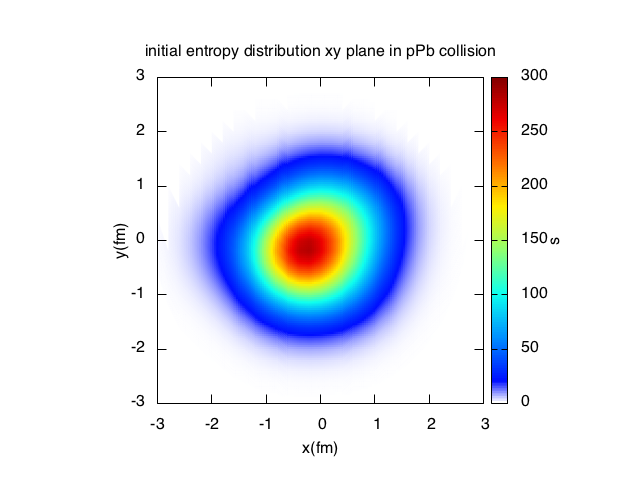 initial entropy distribution xy plane in pPb collision
3
2
1
0
-1
-2
-3
y(fm)
-3 -2 -1 0 1 2 3
x(fm)
300
250
200
150
100
50
0
s